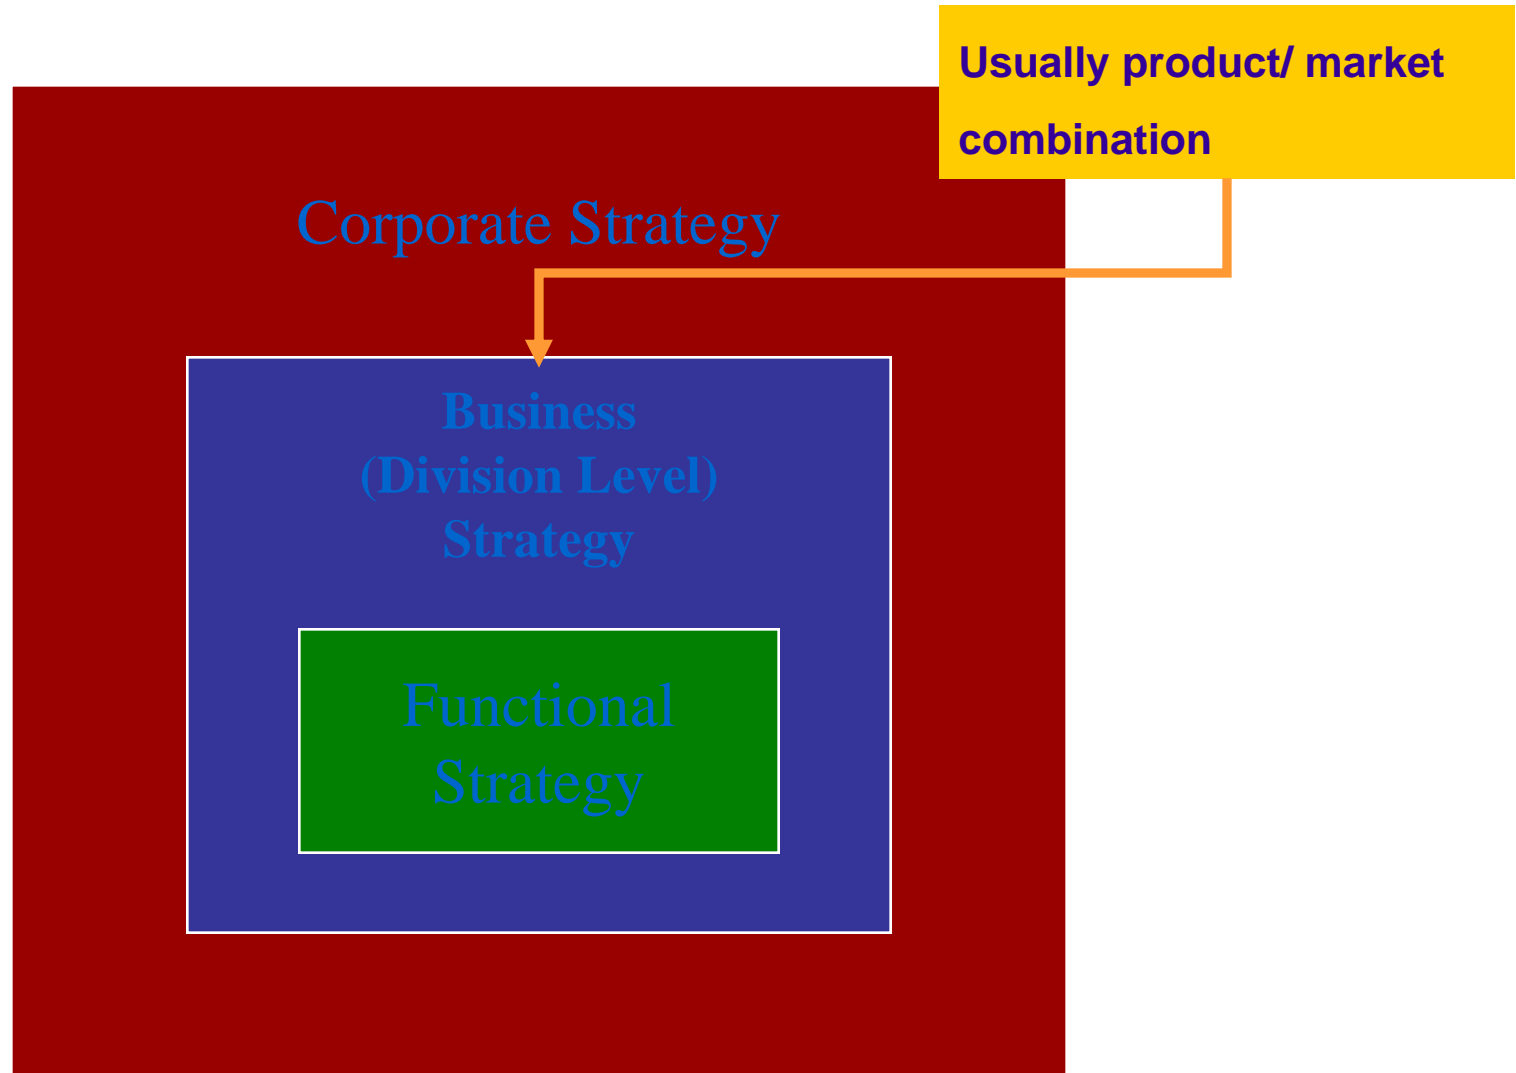 Usually product/ market
combination
Corporate Strategy
Business
(Division Level)
Strategy
Functional
Strategy